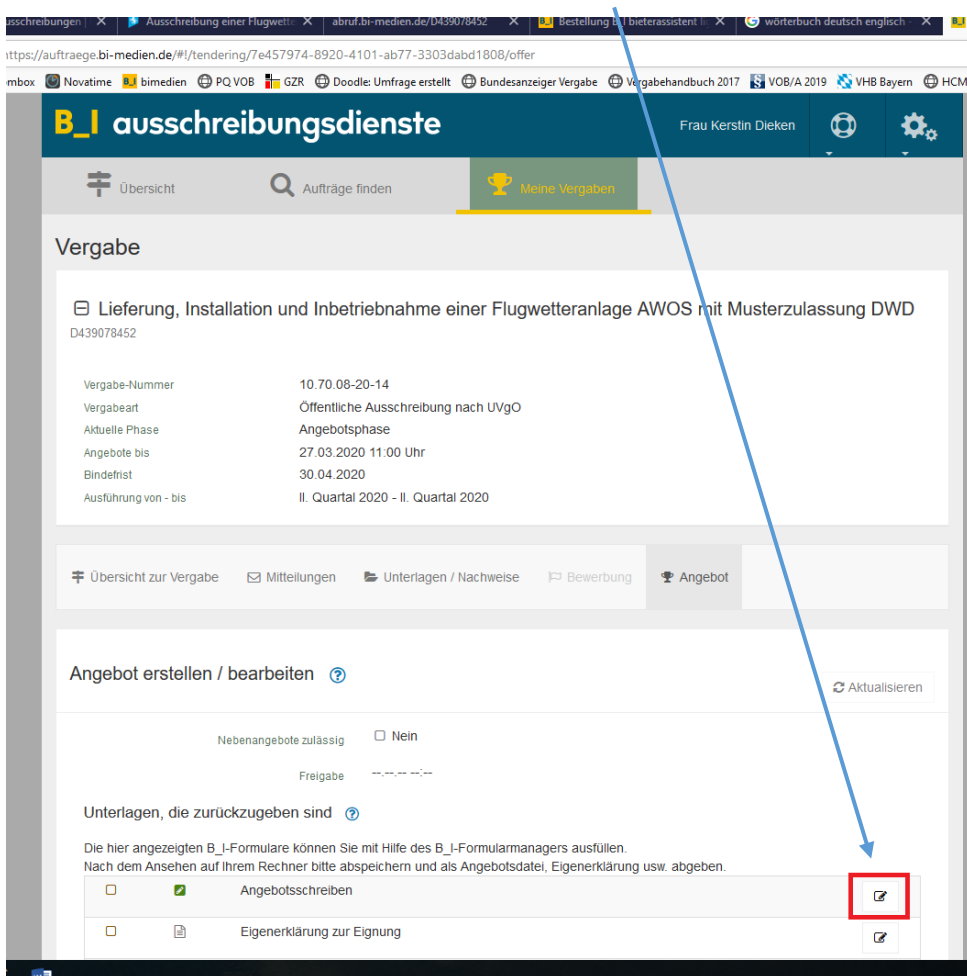 usschreibungen | X Ausschreibung einer Flugwette X abruf.bi-medien.de/D439078452 X B_I Bestellung B_I bieterassistent li X G wörterbuch deutsch englisch - X B_I
https://auftraege.bi-medien.de/#!/tendering/7e457974-8920-4101-ab77-3303dabd1808/offer
mbox Novatime B_I bimedien PQ VOB GZR Doodle: Umfrage erstellt Bundesanzeiger Vergabe Vergabehandbuch 2017 VOB/A 2019 VHB Bayern HCM
B_I ausschreibungsdienste Frau Kerstin Dieken
Übersicht Aufträge finden Meine Vergaben
Vergabe
Lieferung, Installation und Inbetriebnahme einer Flugwetteranlage AWOS mit Musterzulassung DWD
D439078452
Vergabe-Nummer 10.70.08-20-14
Vergabeart Öffentliche Ausschreibung nach UVgO
Aktuelle Phase Angebotsphase
Angebote bis 27.03.2020 11:00 Uhr
Bindefrist 30.04.2020
Ausführung von - bis II. Quartal 2020 - II. Quartal 2020
Übersicht zur Vergabe Mitteilungen Unterlagen / Nachweise Bewerbung Angebot
Angebot erstellen / bearbeiten ?
Aktualisieren
Nebenangebote zulässig Nein
Freigabe --.--.-- --:--
Unterlagen, die zurückzugeben sind ?
Die hier angezeigten B_I-Formulare können Sie mit Hilfe des B_I-Formularmanagers ausfüllen.
Nach dem Ansehen auf Ihrem Rechner bitte abspeichern und als Angebotsdatei, Eigenerklärung usw. abgeben.
Angebotsschreiben
Eigenerklärung zur Eignung